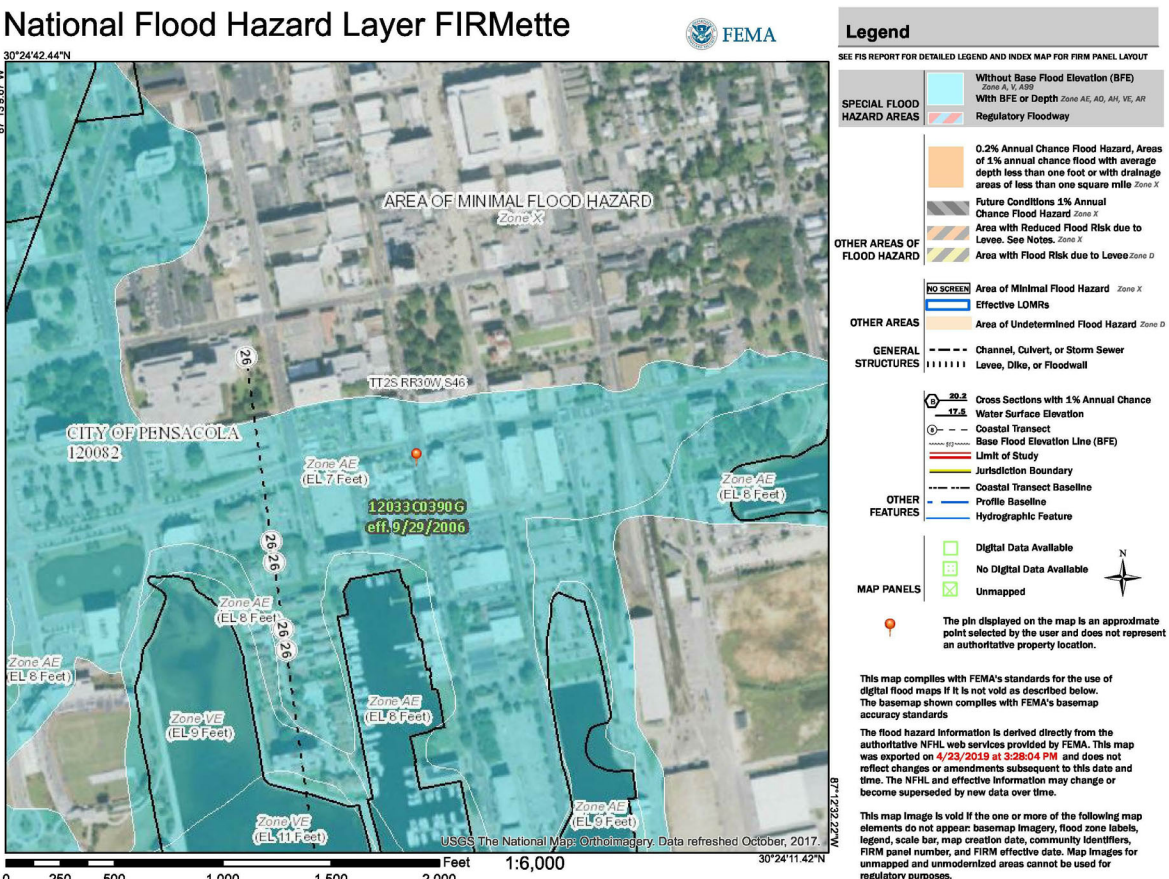 National Flood Hazard Layer FIRMette
FEMA
30°24'42.44"N
AREA OF MINIMAL FLOOD HAZARD
Zone X
26
TT2S RR30W,S46
CITY OF PENSACOLA
120082
Zone AE
(EL 7 Feet)
Zone AE
(EL 8 Feet)
12033C0390G
eff. 9/29/2006
26
26
Zone AE
(EL 8 Feet)
26
26
Zone AE
(EL 8 Feet)
Zone VE
(EL 9 Feet)
Zone AE
(EL 8 Feet)
Zone VE
(EL 11 Feet)
Zone AE
(EL 9 Feet)
USGS The National Map: Orthoimagery. Data refreshed October, 2017.
87°12'32.22"W
30°24'11.42"N
Feet
1:6,000
0 250 500 1,000 1,500 2,000
Legend
SEE FIS REPORT FOR DETAILED LEGEND AND INDEX MAP FOR FIRM PANEL LAYOUT
SPECIAL FLOOD
HAZARD AREAS
Without Base Flood Elevation (BFE)
Zone A, V, A99
With BFE or Depth Zone AE, AO, AH, VE, AR
Regulatory Floodway
0.2% Annual Chance Flood Hazard, Areas
of 1% annual chance flood with average
depth less than one foot or with drainage
areas of less than one square mile Zone X
Future Conditions 1% Annual
Chance Flood Hazard Zone X
Area with Reduced Flood Risk due to
Levee. See Notes. Zone X
Area with Flood Risk due to Levee Zone D
OTHER AREAS OF
FLOOD HAZARD
NO SCREEN Area of Minimal Flood Hazard Zone X
Effective LOMRs
OTHER AREAS
Area of Undetermined Flood Hazard Zone D
GENERAL
STRUCTURES
Channel, Culvert, or Storm Sewer
Levee, Dike, or Floodwall
B 20.2 Cross Sections with 1% Annual Chance
17.5 Water Surface Elevation
8 Coastal Transect
513 Base Flood Elevation Line (BFE)
Limit of Study
Jurisdiction Boundary
Coastal Transect Baseline
OTHER
FEATURES
Profile Baseline
Hydrographic Feature
Digital Data Available
No Digital Data Available
MAP PANELS
Unmapped
N
The pin displayed on the map is an approximate
point selected by the user and does not represent
an authoritative property location.
This map complies with FEMA's standards for the use of
digital flood maps if it is not void as described below.
The basemap shown complies with FEMA's basemap
accuracy standards
The flood hazard information is derived directly from the
authoritative NFHL web services provided by FEMA. This map
was exported on 4/23/2019 at 3:28:04 PM and does not
reflect changes or amendments subsequent to this date and
time. The NFHL and effective information may change or
become superseded by new data over time.
This map image is void if the one or more of the following map
elements do not appear: basemap imagery, flood zone labels,
legend, scale bar, map creation date, community identifiers,
FIRM panel number, and FIRM effective date. Map images for
unmapped and unmodernized areas cannot be used for
regulatory purposes.